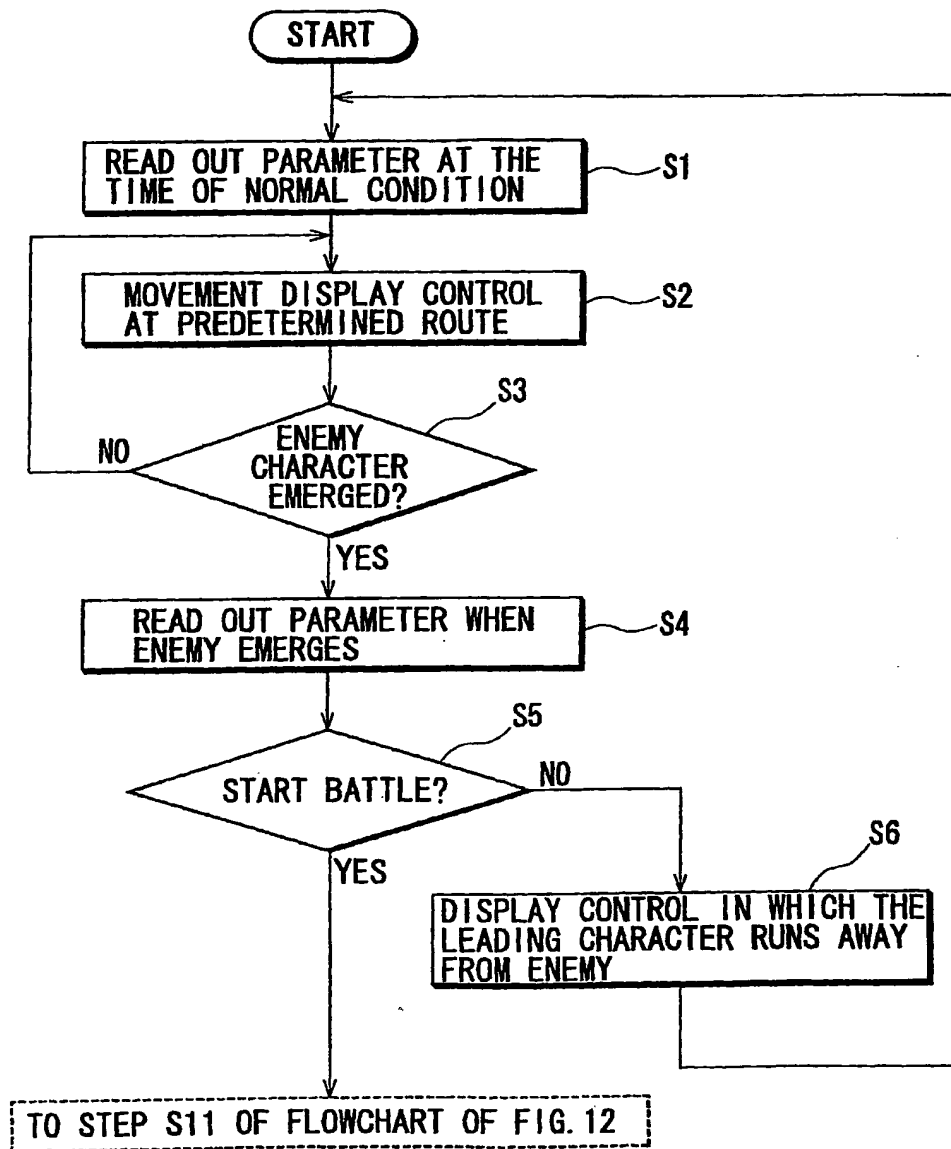 START
READ OUT PARAMETER AT THE
TIME OF NORMAL CONDITION
S1
MOVEMENT DISPLAY CONTROL
AT PREDETERMINED ROUTE
S2
S3
NO
ENEMY
CHARACTER
EMERGED?
YES
READ OUT PARAMETER WHEN
ENEMY EMERGES
S4
S5
START BATTLE?
NO
YES
S6
DISPLAY CONTROL IN WHICH THE
LEADING CHARACTER RUNS AWAY
FROM ENEMY
TO STEP S11 OF FLOWCHART OF FIG.12